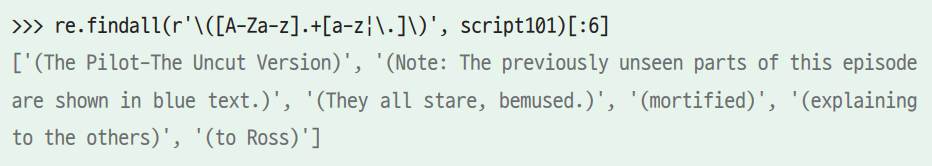 >>> re.findall(r'\([A-Za-z].+[a-z¦\.]\)', script101)[:6]
['(The Pilot-The Uncut Version)', '(Note: The previously unseen parts of this episode
are shown in blue text.)', '(They all stare, bemused.)', '(mortified)', '(explaining
to the others)', '(to Ross)']